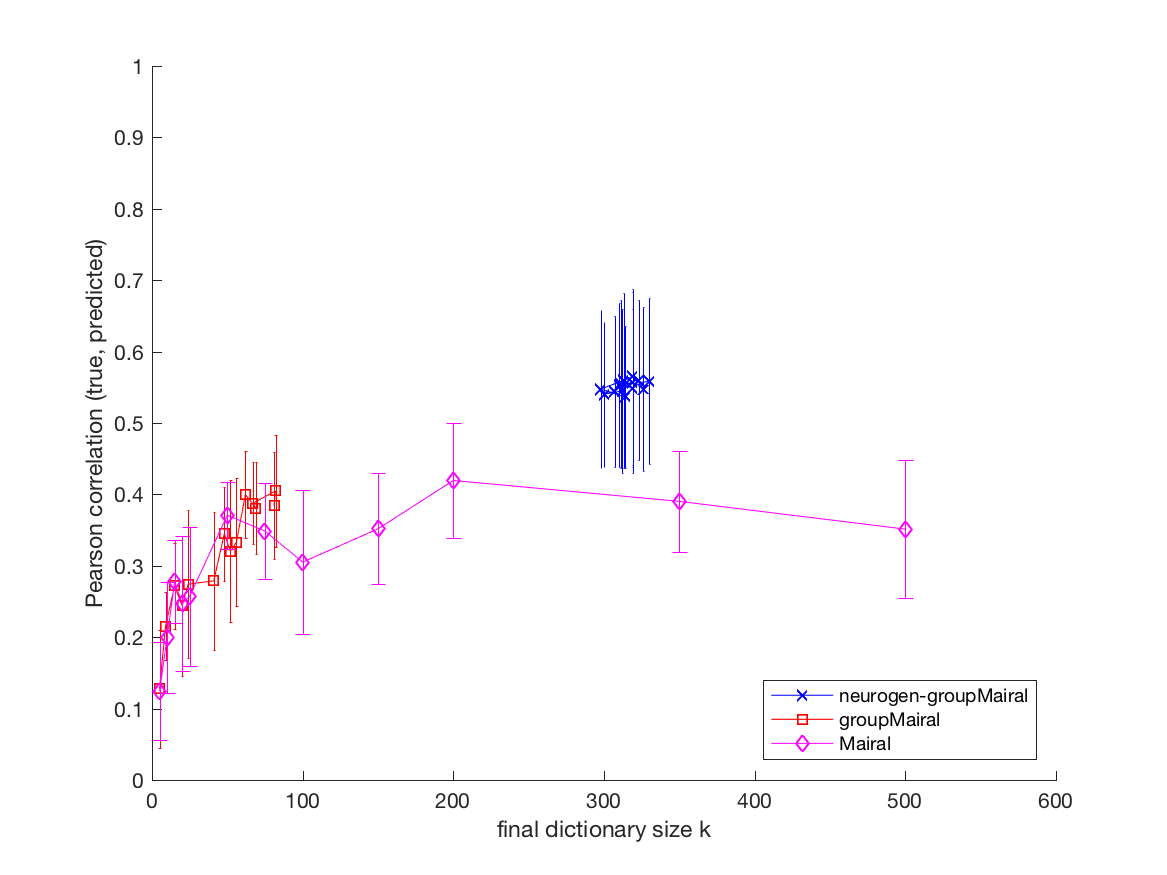 1
0.9
0.8
0.7
0.6
0.5
0.4
0.3
0.2
0.1
0
Pearson correlation (true, predicted)
neurogen-groupMairal
groupMairal
Mairal
0 100 200 300 400 500 600
final dictionary size k